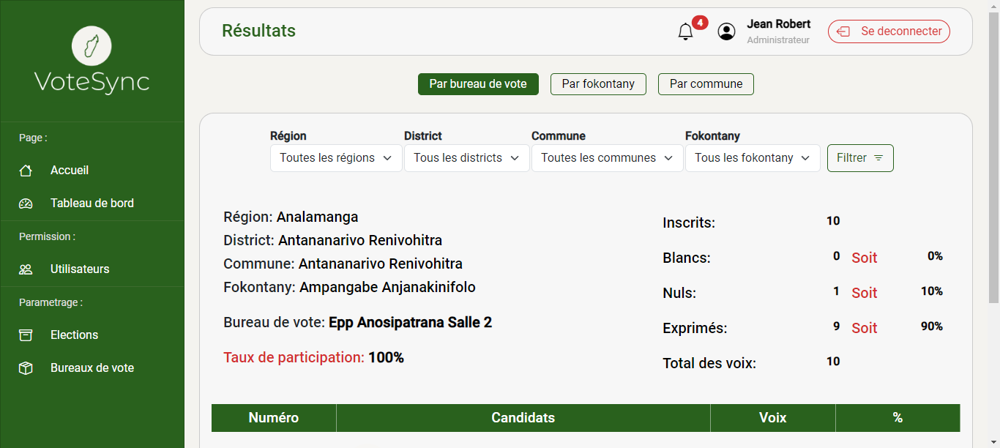 VoteSync
Page :
Accueil
Tableau de bord
Permission :
Utilisateurs
Parametrage :
Elections
Bureaux de vote
Résultats
4
Jean Robert
Administrateur
Se deconnecter
Par bureau de vote Par fokontany Par commune
Région District Commune Fokontany
Toutes les régions Tous les districts Toutes les communes Tous les fokontany Filtrer
Région: Analamanga
District: Antananarivo Renivohitra
Commune: Antananarivo Renivohitra
Fokontany: Ampangabe Anjanakinifolo
Bureau de vote: Epp Anosipatrana Salle 2
Taux de participation: 100%
Inscrits: 10
Blancs: 0 Soit 0%
Nuls: 1 Soit 10%
Exprimés: 9 Soit 90%
Total des voix: 10
Numéro Candidats Voix %